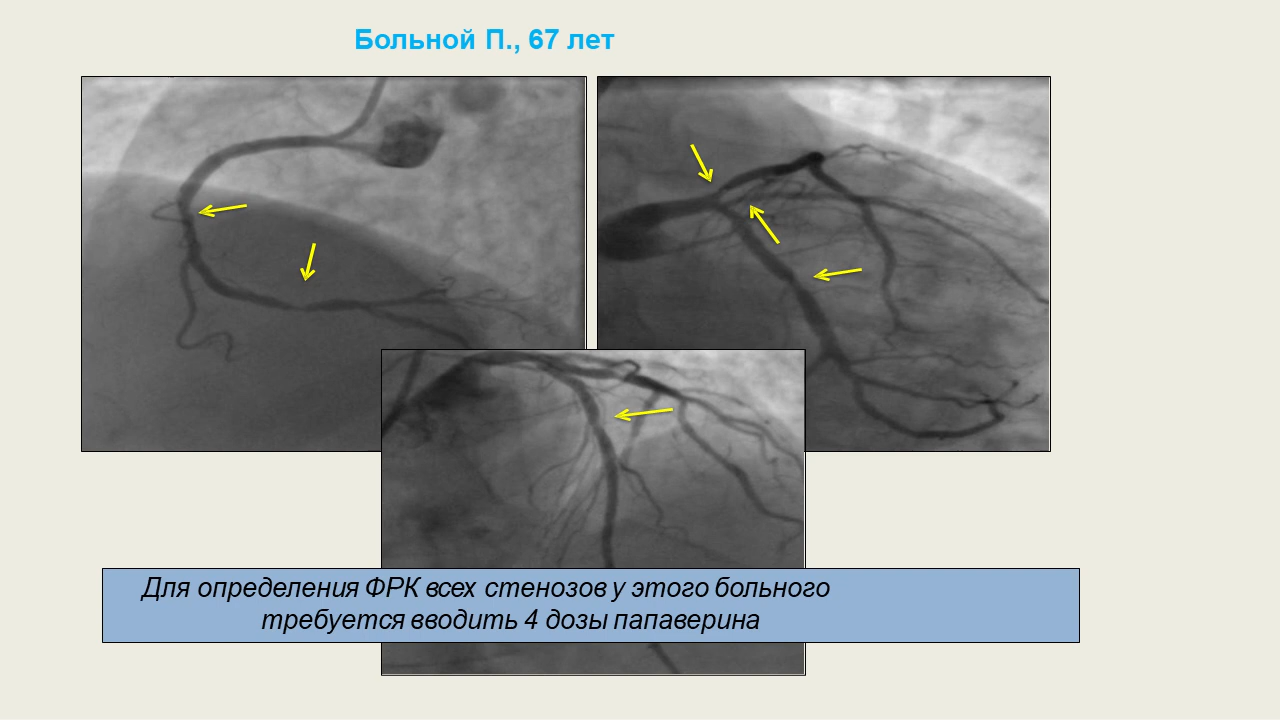 Больной П., 67 лет
Для определения ФРК всех стенозов у этого больного
требуется вводить 4 дозы папаверина